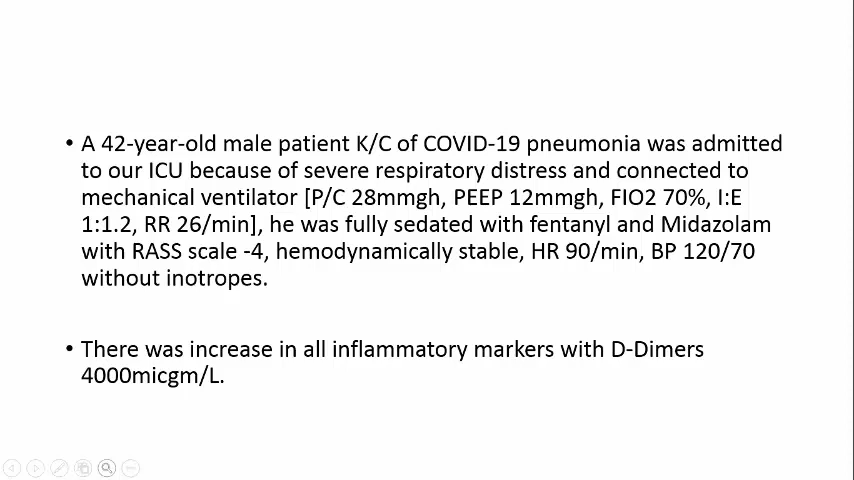 • A 42-year-old male patient K/C of COVID-19 pneumonia was admitted
to our ICU because of severe respiratory distress and connected to
mechanical ventilator [P/C 28mmgh, PEEP 12mmgh, FIO2 70%, I:E
1:1.2, RR 26/min], he was fully sedated with fentanyl and Midazolam
with RASS scale -4, hemodynamically stable, HR 90/min, BP 120/70
without inotropes.
• There was increase in all inflammatory markers with D-Dimers
4000micgm/L.